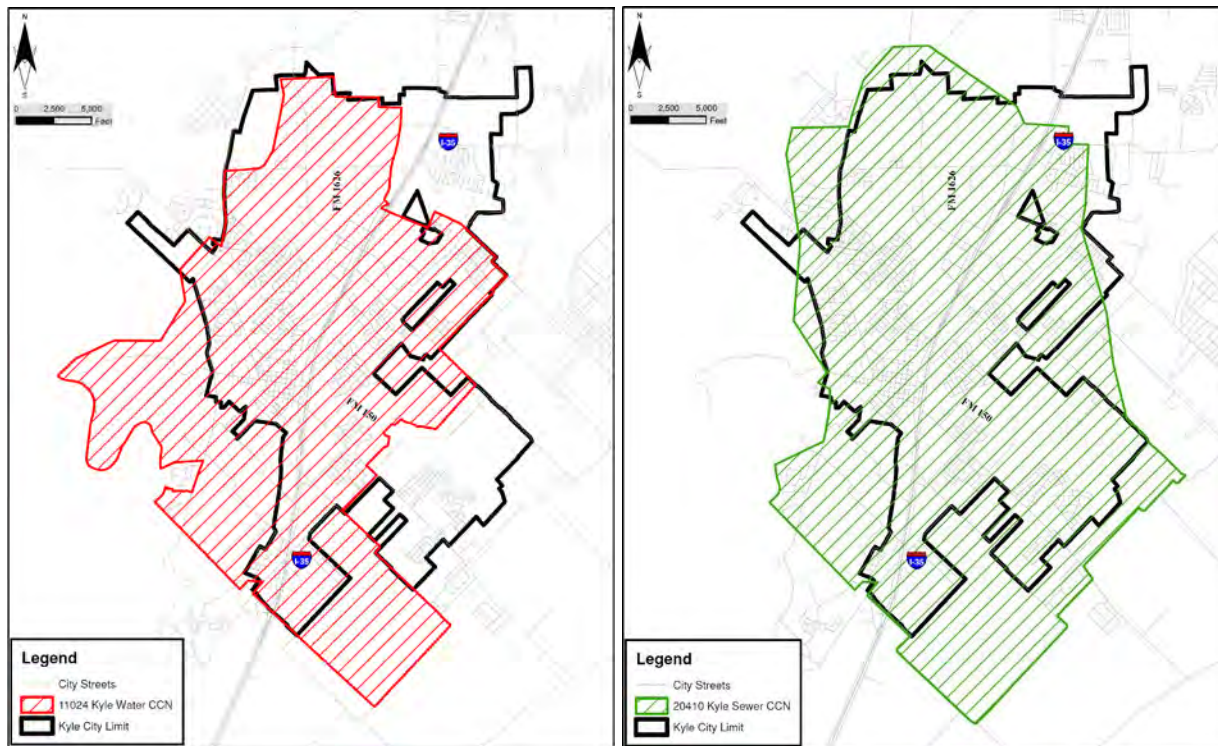 N
S
0 2,500 5,000
Feet
I-35
FM 1626
FM 150
I-35
Legend
City Streets
11024 Kyle Water CCN
Kyle City Limit
N
S
0 2,500 5,000
Feet
I-35
FM 1626
FM 150
I-35
Legend
City Streets
20410 Kyle Sewer CCN
Kyle City Limit